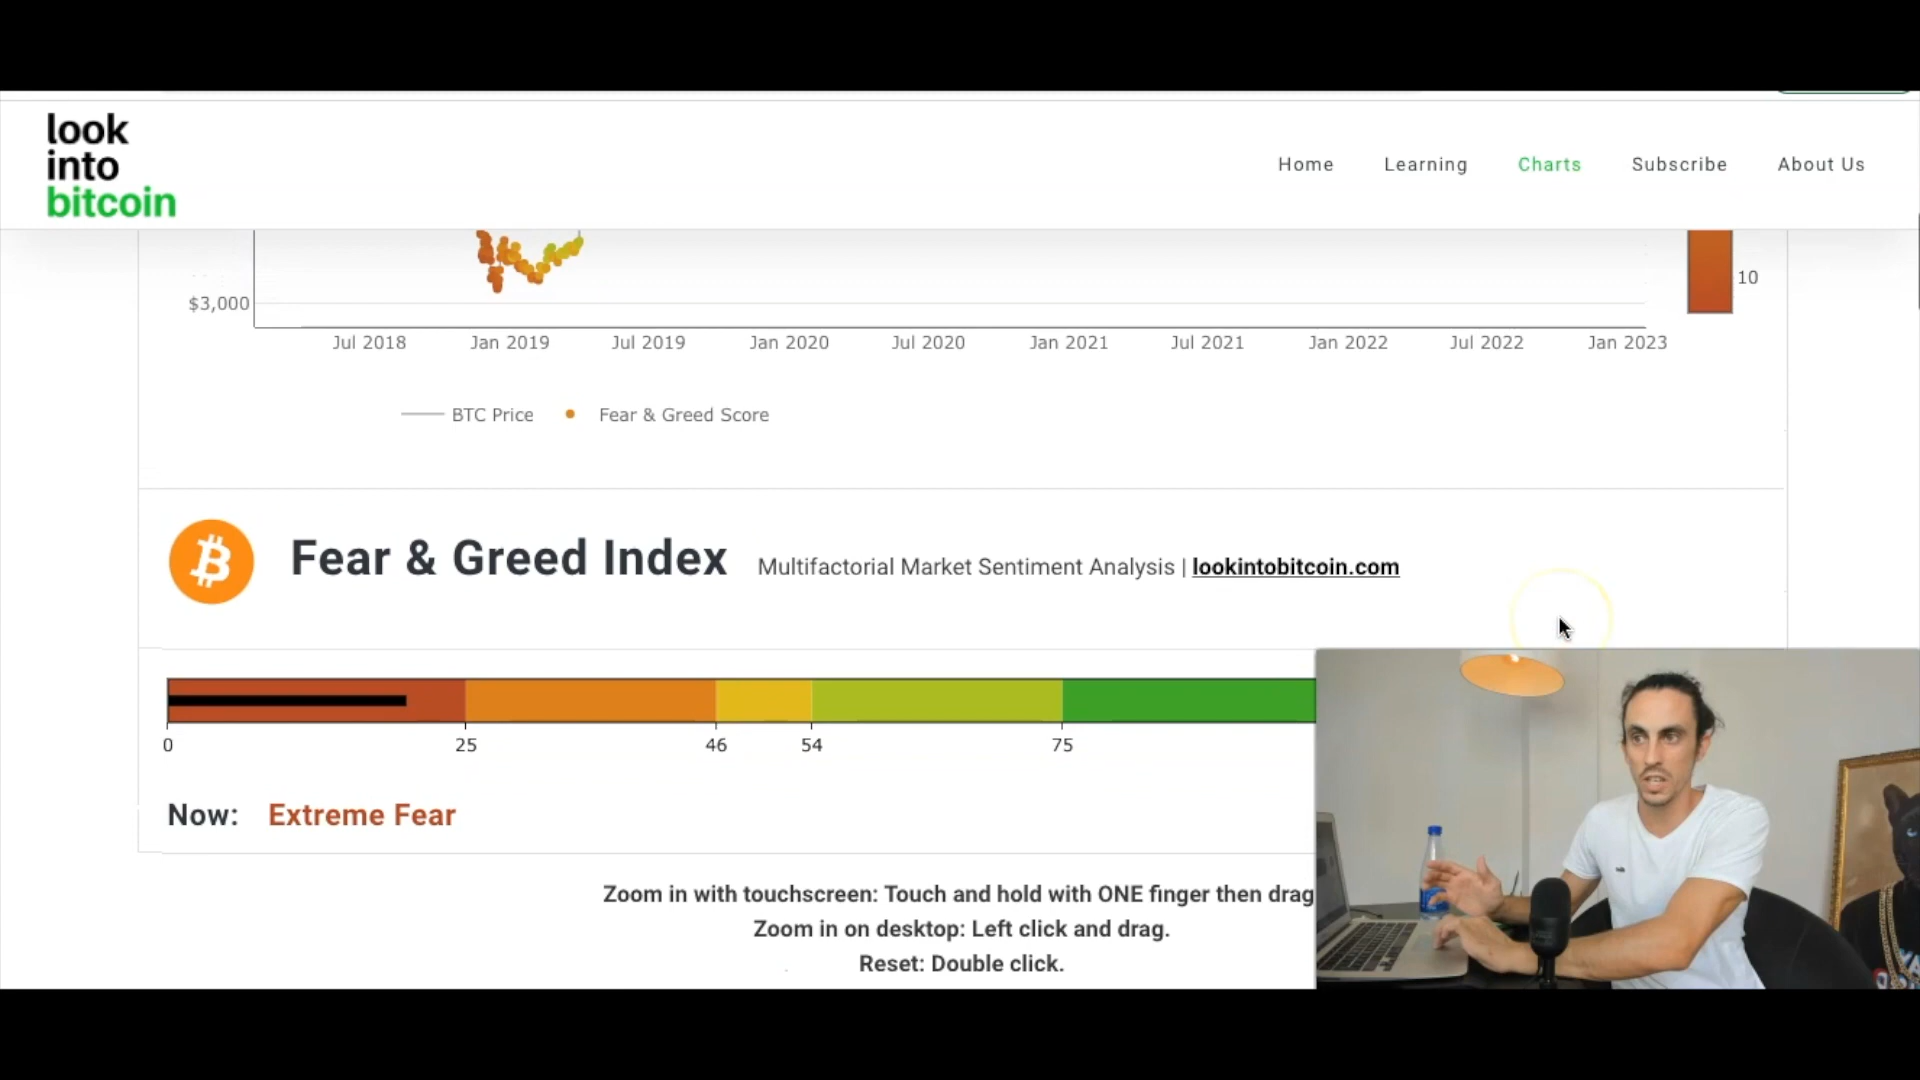 look
into
bitcoin
Home Learning Charts Subscribe About Us
10
$3,000
Jul 2018 Jan 2019 Jul 2019 Jan 2020 Jul 2020 Jan 2021 Jul 2021 Jan 2022 Jul 2022 Jan 2023
BTC Price Fear & Greed Score
Fear & Greed Index Multifactorial Market Sentiment Analysis | lookintobitcoin.com
0 25 46 54 75
Now: Extreme Fear
Zoom in with touchscreen: Touch and hold with ONE finger then drag
Zoom in on desktop: Left click and drag.
Reset: Double click.